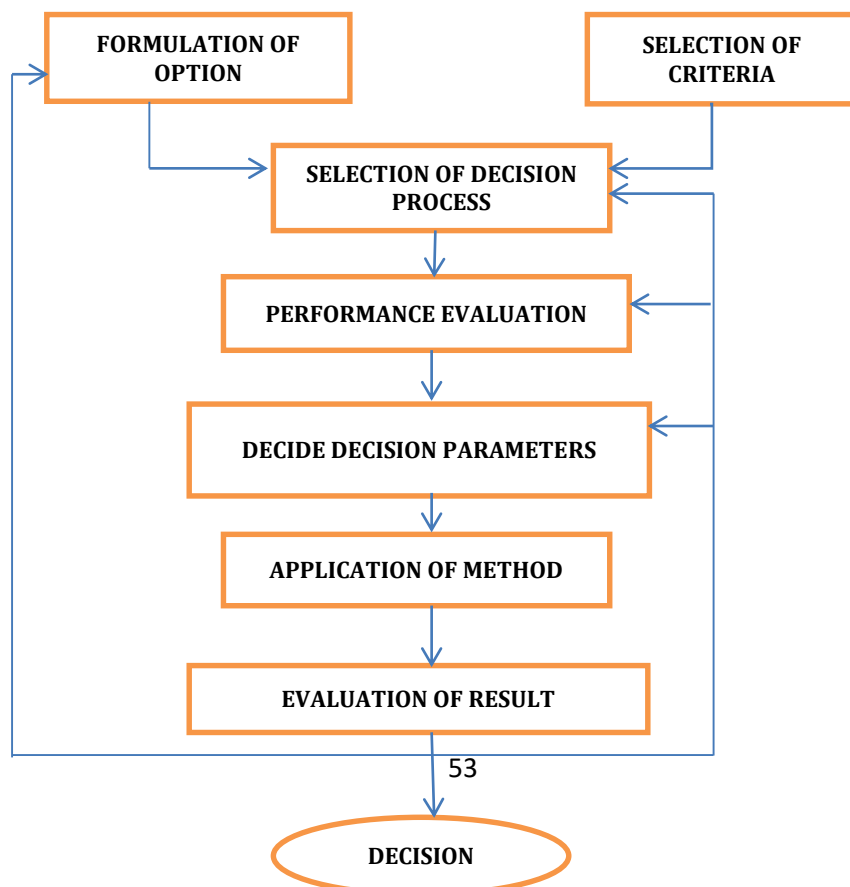 FORMULATION OF
OPTION
SELECTION OF
CRITERIA
SELECTION OF DECISION
PROCESS
PERFORMANCE EVALUATION
DECIDE DECISION PARAMETERS
APPLICATION OF METHOD
EVALUATION OF RESULT
53
DECISION